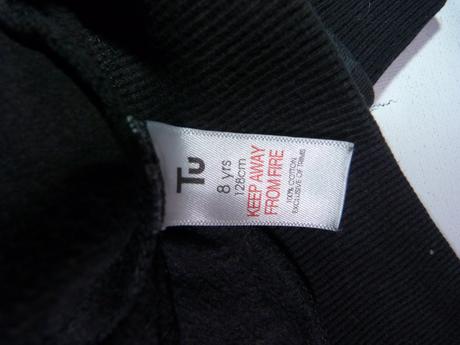 Tu
8 yrs
128cm
KEEP AWAY
FROM FIRE
100% COTTON
EXCLUSIVE OF TRIMS